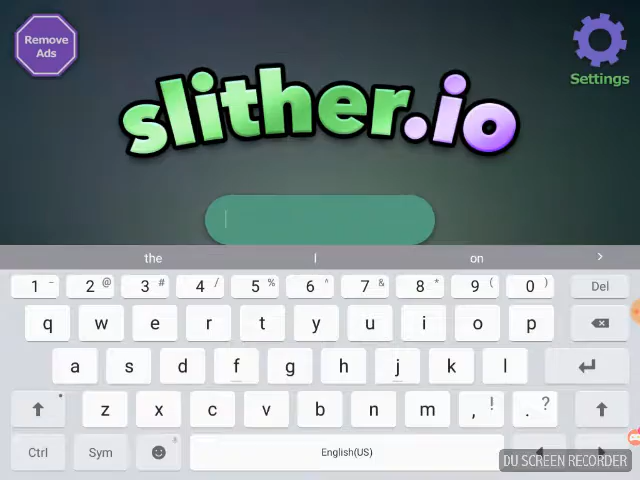 Remove
Ads
Settings
slither.io
the I on >
1 - 2 @ 3 # 4 / 5 % 6 ^ 7 & 8 * 9 ( 0 ) Del
q w e r t y u i o p
a s d f g h j k l
z x c v b n m , ! . ?
Ctrl Sym English(US)
DU SCREEN RECORDER